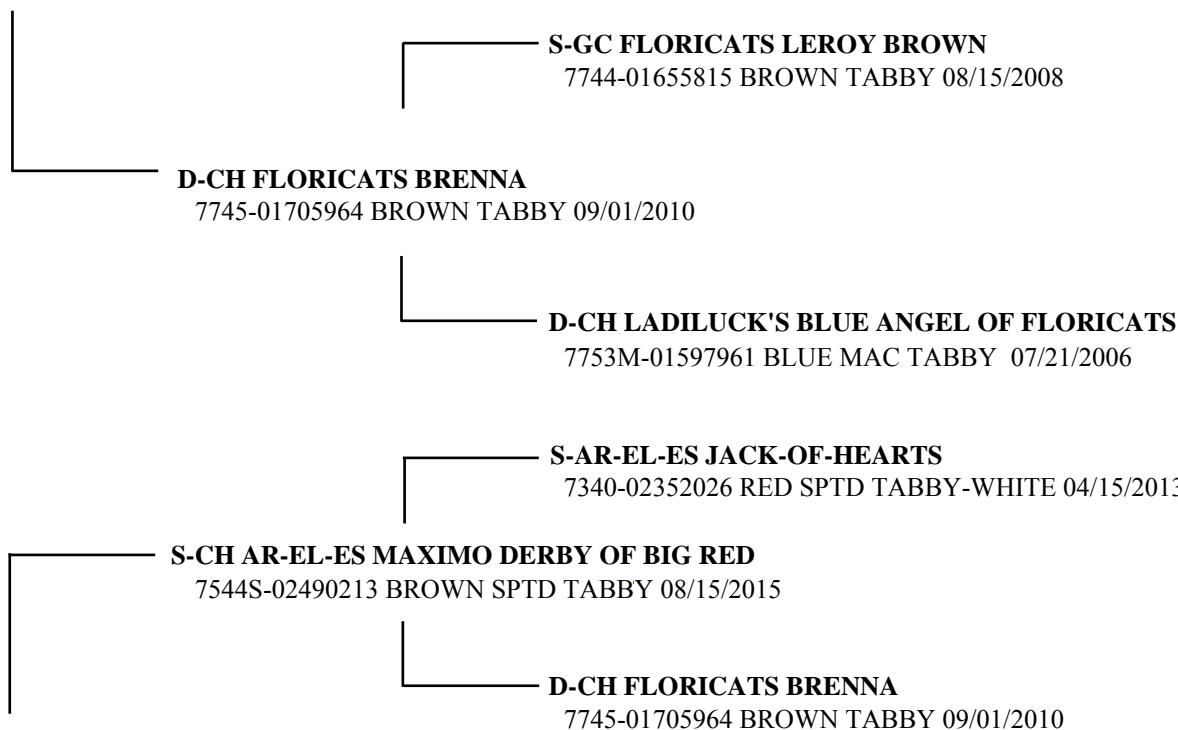 S-GC FLORICATS LEROY BROWN
7744-01655815 BROWN TABBY 08/15/2008
D-CH FLORICATS BRENNA
7745-01705964 BROWN TABBY 09/01/2010
D-CH LADILUCK'S BLUE ANGEL OF FLORICATS
7753M-01597961 BLUE MAC TABBY 07/21/2006
S-AR-EL-ES JACK-OF-HEARTS
7340-02352026 RED SPTD TABBY-WHITE 04/15/2013
S-CH AR-EL-ES MAXIMO DERBY OF BIG RED
7544S-02490213 BROWN SPTD TABBY 08/15/2015
D-CH FLORICATS BRENNA
7745-01705964 BROWN TABBY 09/01/2010